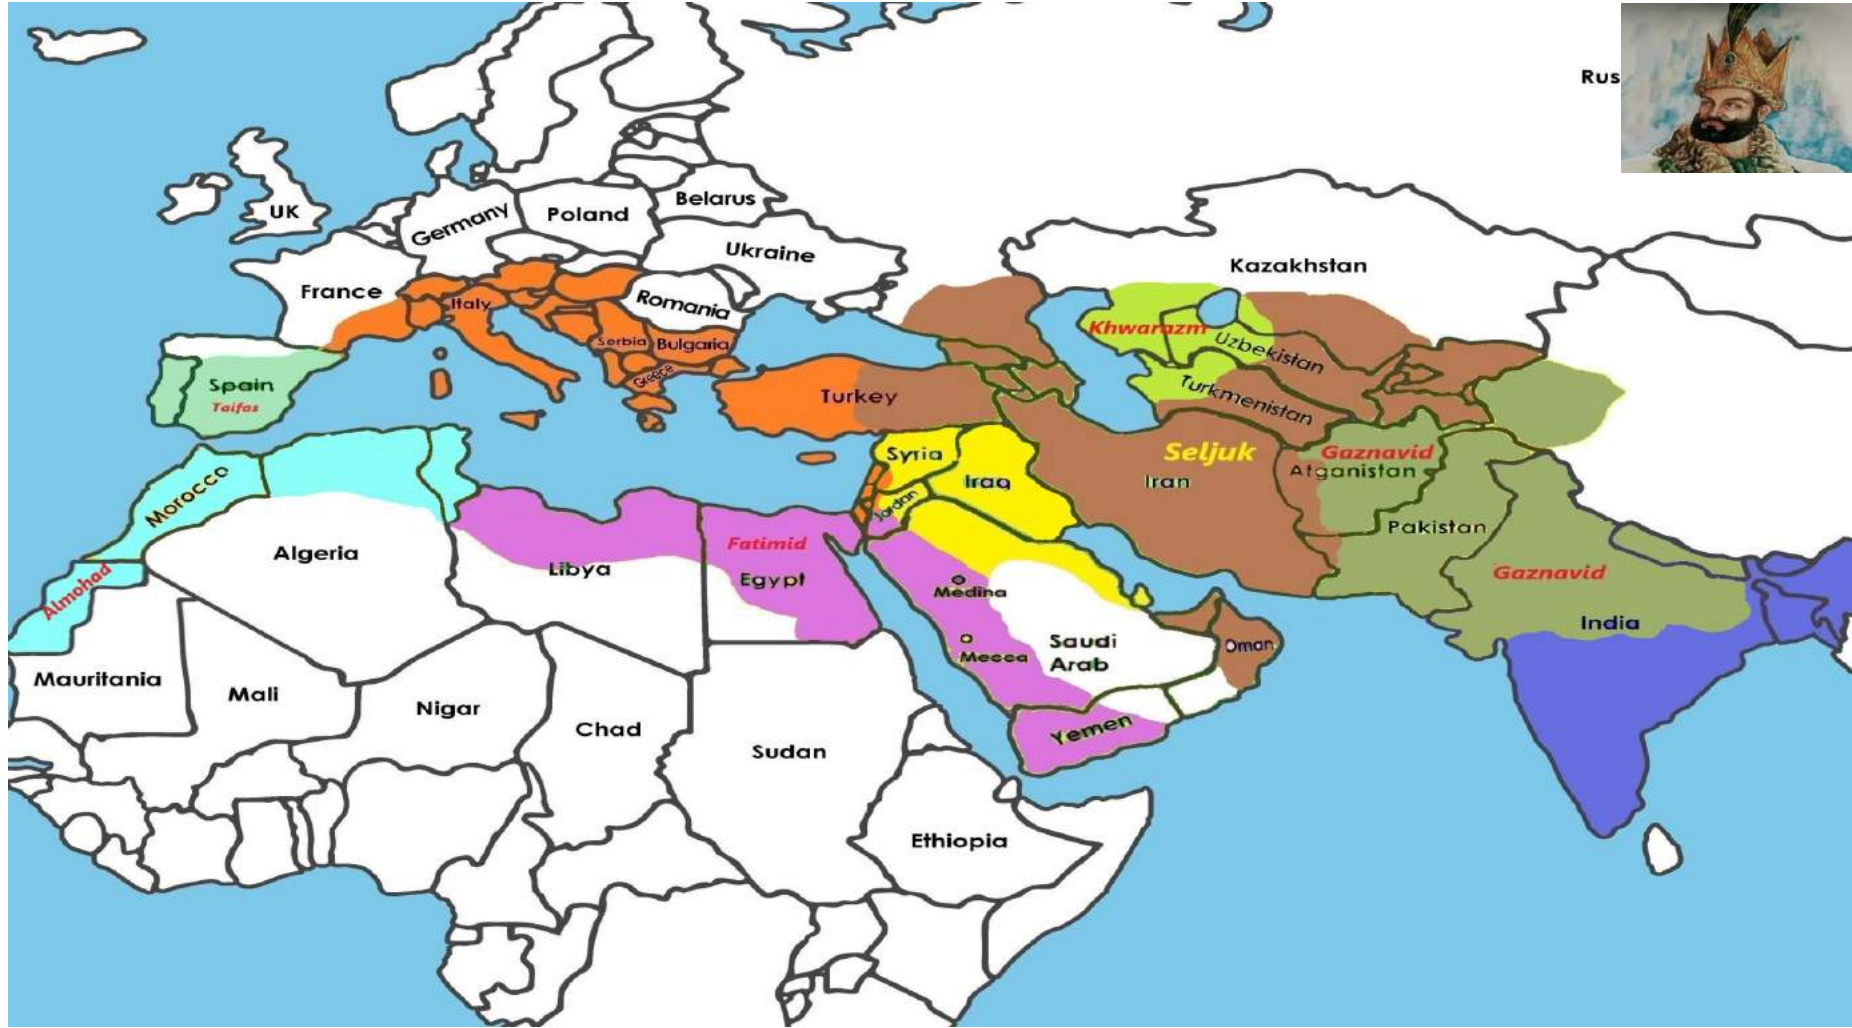 Rus
UK
Germany
Poland
Belarus
Ukraine
France
Italy
Romania
Serbia
Bulgaria
Greece
Kazakhstan
Khwarazm
Uzbekistan
Turkmenistan
Spain
Taifas
Turkey
Syria
Iraq
Jordan
Seljuk
Iran
Gaznavid
Afganistan
Pakistan
Morocco
Almohad
Algeria
Libya
Fatimid
Egypt
Medina
Mecca
Saudi
Arab
Oman
Yemen
Gaznavid
India
Mauritania
Mali
Nigar
Chad
Sudan
Ethiopia